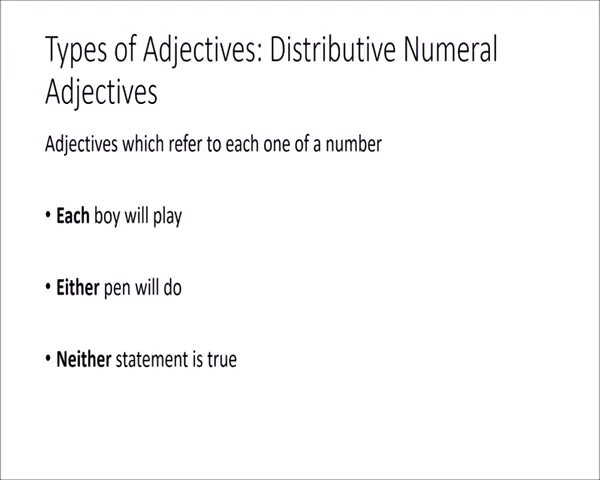 Types of Adjectives: Distributive Numeral
Adjectives
Adjectives which refer to each one of a number
• Each boy will play
• Either pen will do
• Neither statement is true